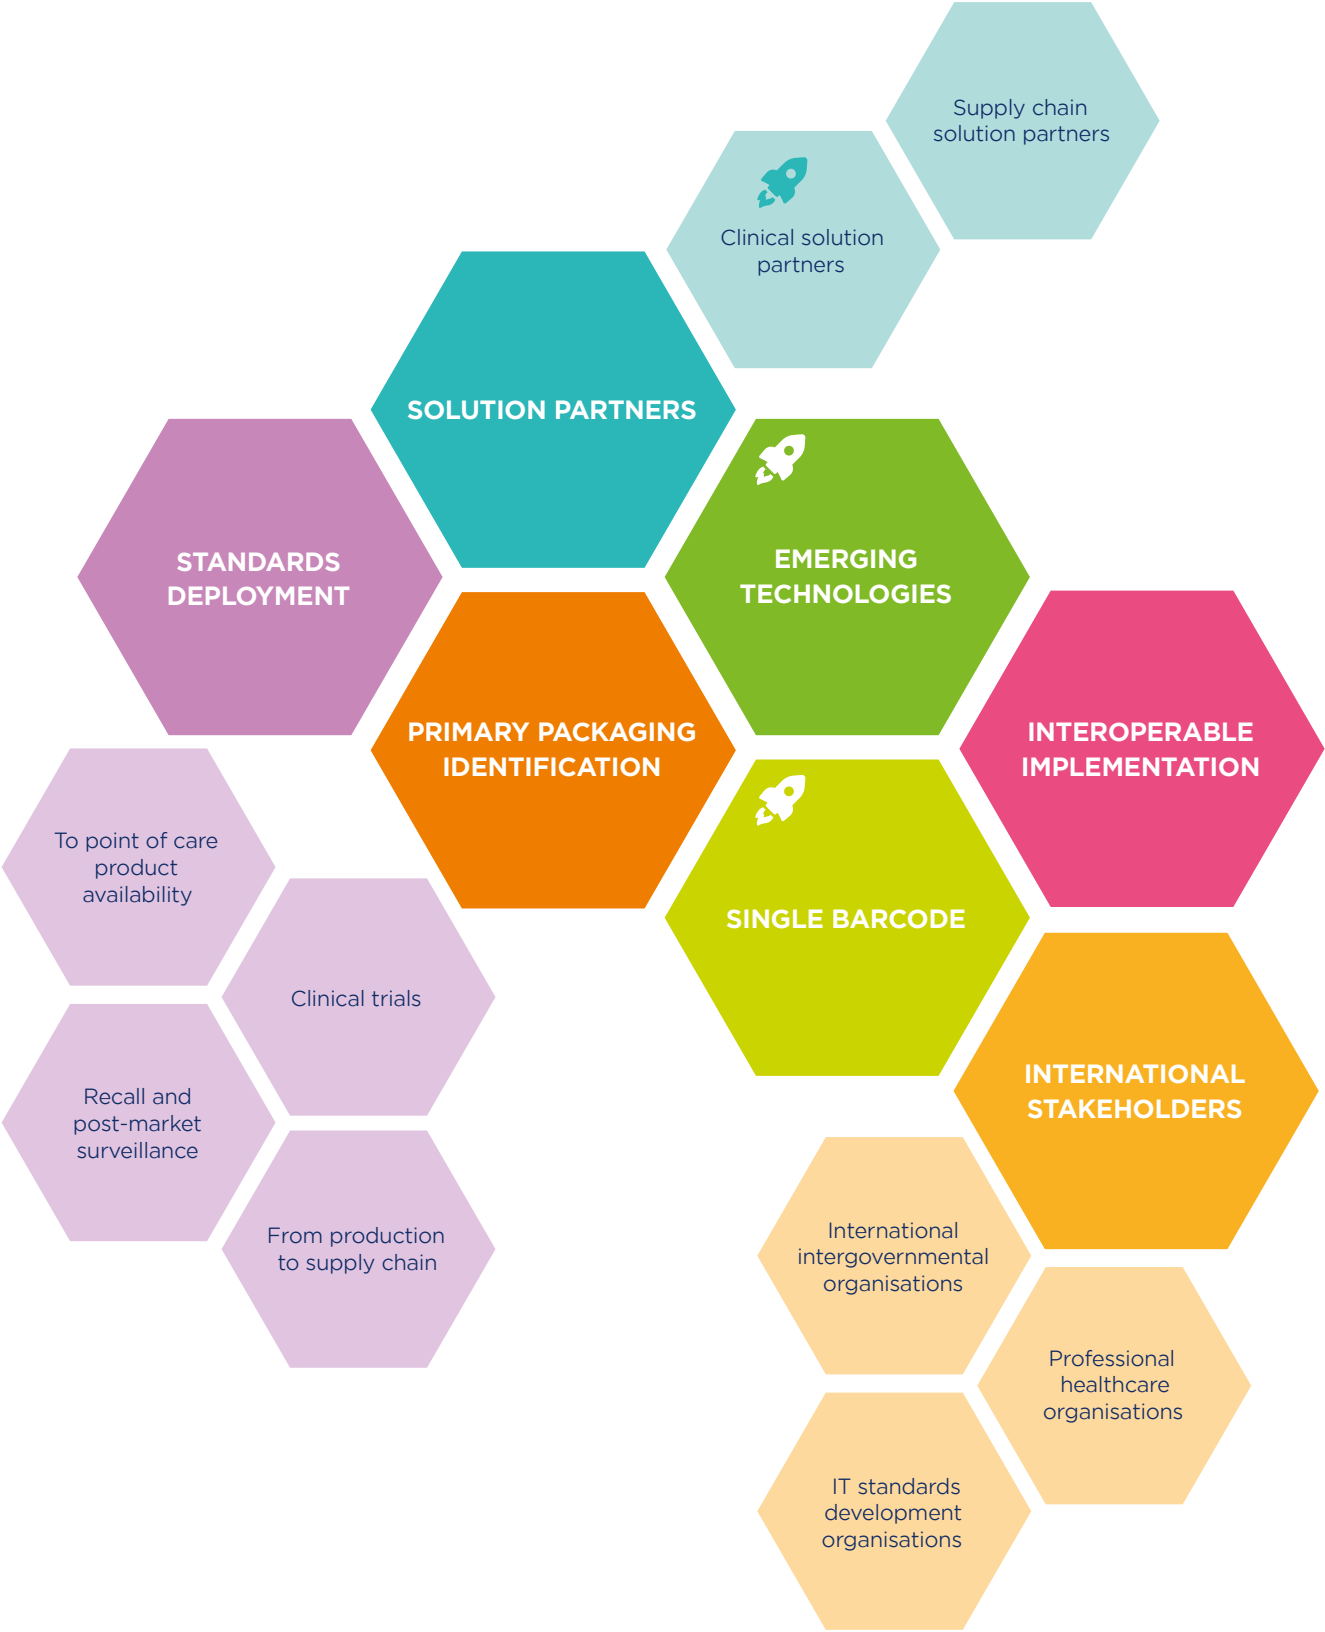 Supply chain
solution partners
Clinical solution
partners
SOLUTION PARTNERS
STANDARDS
DEPLOYMENT
EMERGING
TECHNOLOGIES
PRIMARY PACKAGING
IDENTIFICATION
INTEROPERABLE
IMPLEMENTATION
SINGLE BARCODE
To point of care
product
availability
Clinical trials
Recall and
post-market
surveillance
From production
to supply chain
INTERNATIONAL
STAKEHOLDERS
International
intergovernmental
organisations
Professional
healthcare
organisations
IT standards
development
organisations